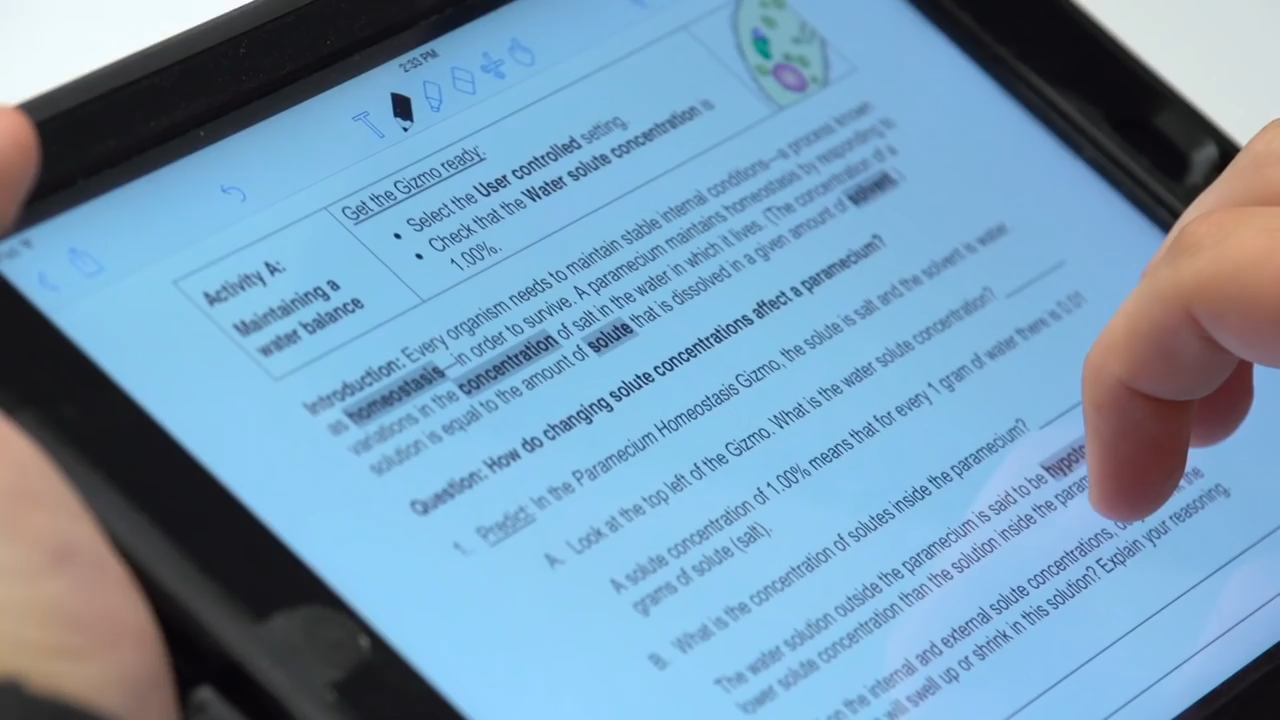 2:33 PM
T
Activity A:
Maintaining a
water balance
Get the Gizmo ready:
• Select the User controlled setting.
• Check that the Water solute concentration is
1.00%.
Introduction: Every organism needs to maintain stable internal conditions—a process known
as homeostasis—in order to survive. A paramecium maintains homeostasis by responding to
variations in the concentration of salt in the water in which it lives. (The concentration of a
solution is equal to the amount of solute that is dissolved in a given amount of solvent.)
Question: How do changing solute concentrations affect a paramecium?
1. Predict: In the Paramecium Homeostasis Gizmo, the solute is salt and the solvent is water.
A. Look at the top left of the Gizmo. What is the water solute concentration?
A solute concentration of 1.00% means that for every 1 gram of water there is 0.01
grams of solute (salt).
B. What is the concentration of solutes inside the paramecium?
The water solution outside the paramecium is said to be
lower solute concentration than the solution inside the
on the internal and external solute concentrations, the
will swell up or shrink in this solution? Explain your reasoning.